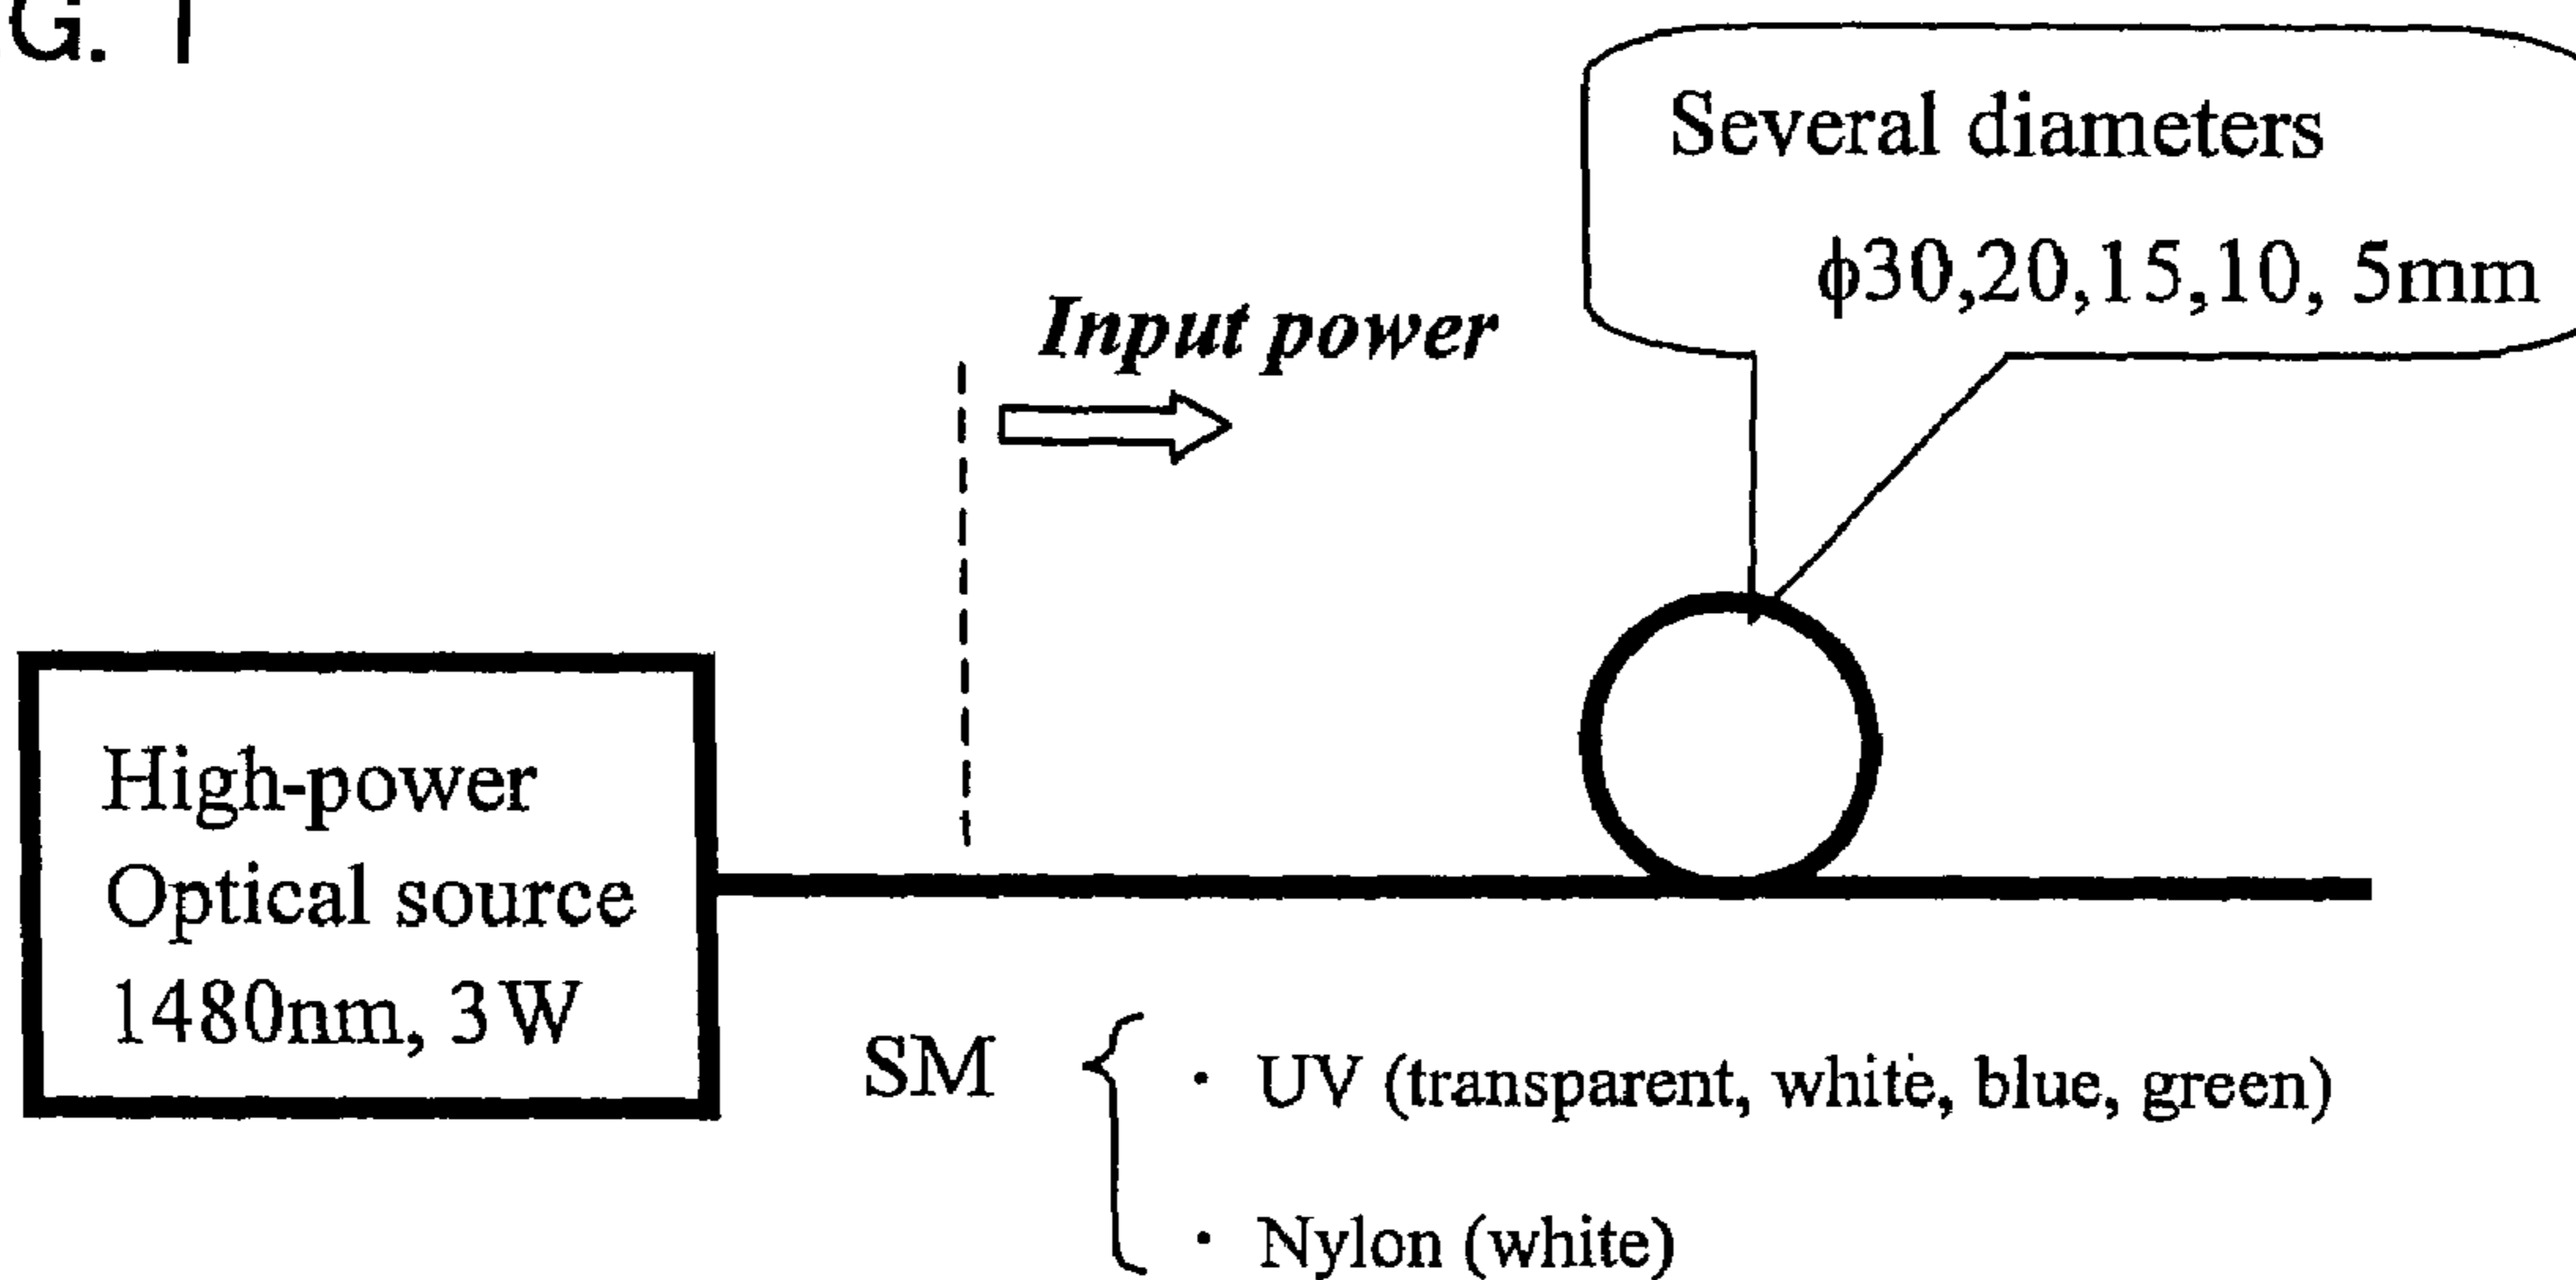 G. 1
Several diameters
ϕ30,20,15,10, 5mm
Input power
High-power
Optical source
1480nm, 3W
SM
· UV (transparent, white, blue, green)
· Nylon (white)